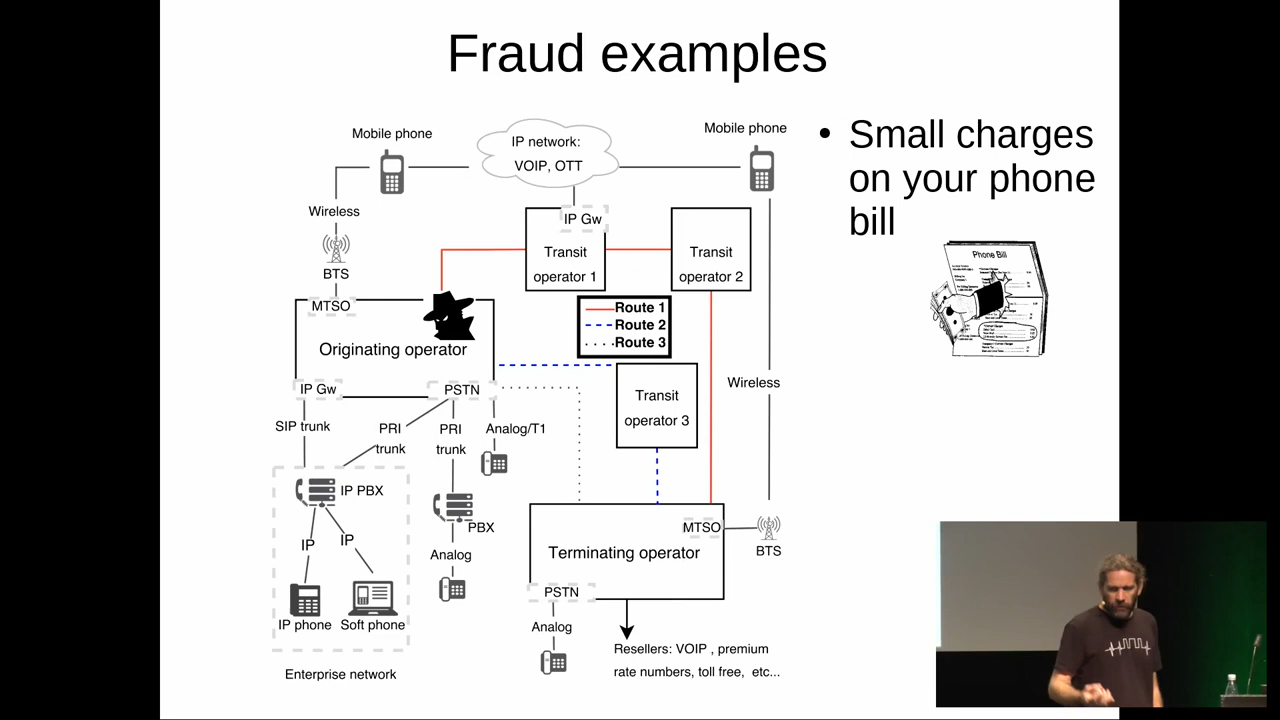 Fraud examples
Mobile phone
IP network:
VOIP, OTT
Mobile phone
Small charges
on your phone
bill
Phone Bill
Wireless
BTS
MTSO
IP Gw
Transit
operator 1
Transit
operator 2
Route 1
Route 2
Route 3
Originating operator
IP Gw
PSTN
Transit
operator 3
Wireless
SIP trunk
PRI
trunk
PRI
trunk
Analog/T1
IP PBX
PBX
IP
IP
Analog
IP phone
Soft phone
Enterprise network
MTSO
BTS
Terminating operator
PSTN
Analog
Resellers: VOIP , premium
rate numbers, toll free, etc...